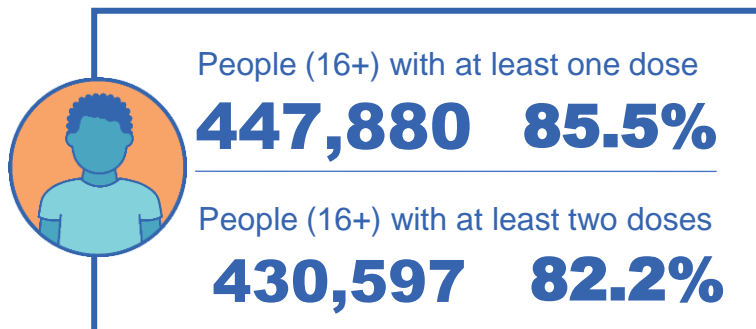 People (16+) with at least one dose
447,880 85.5%
People (16+) with at least two doses
430,597 82.2%